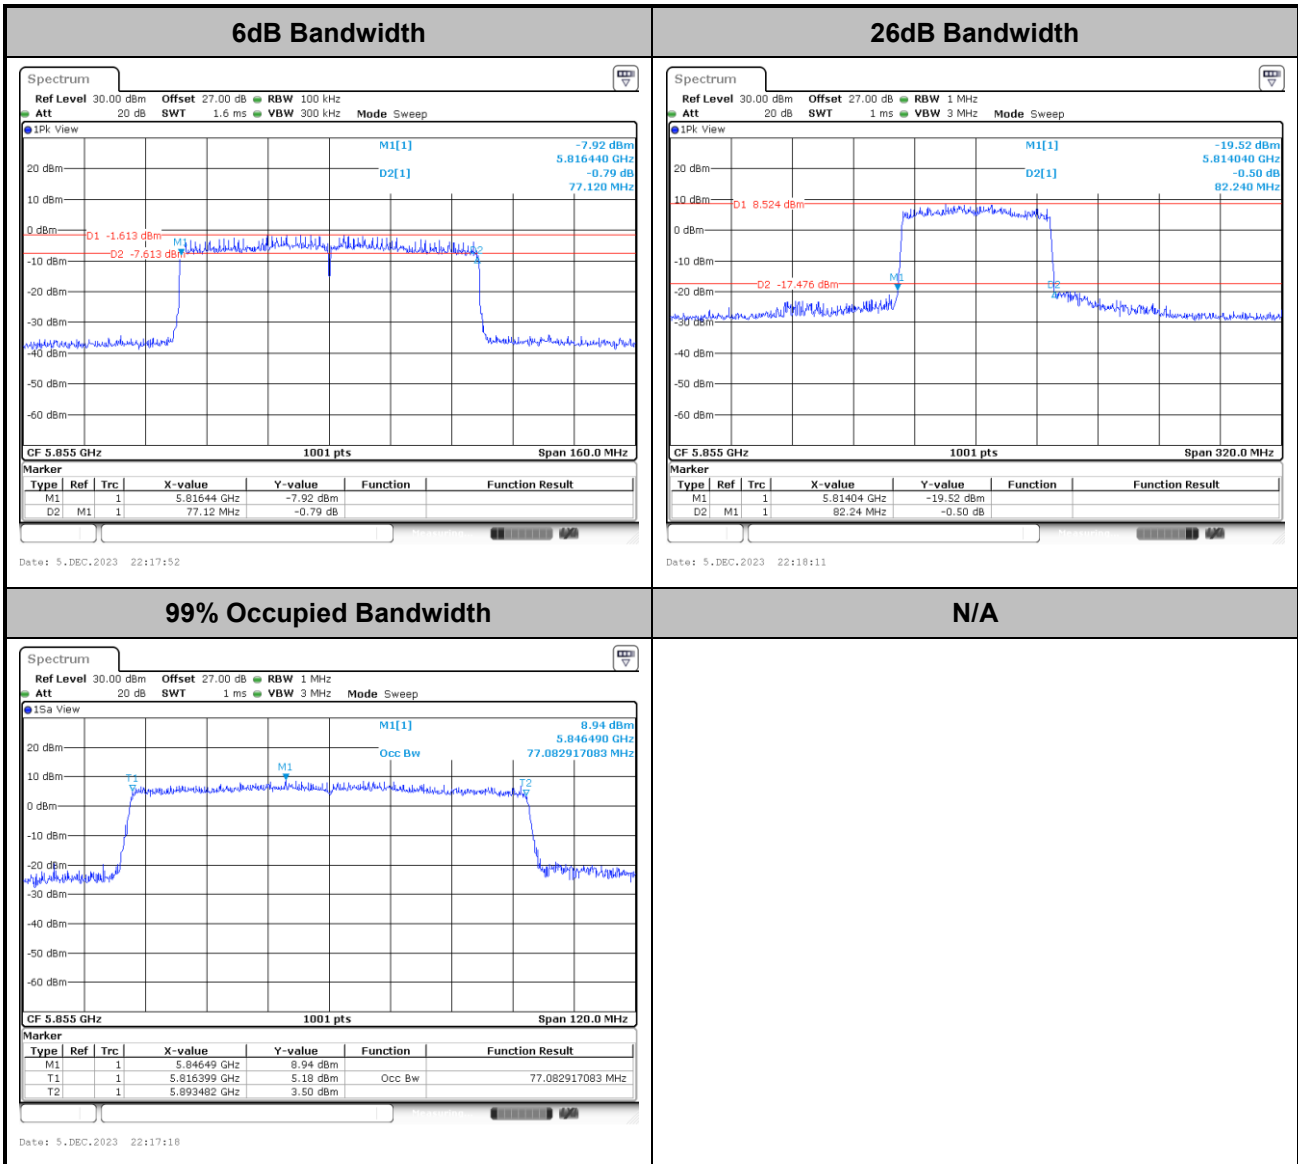 6dB Bandwidth
26dB Bandwidth
Spectrum
Ref Level 30.00 dBm Offset 27.00 dB RBW 100 kHz
Att 20 dB SWT 1.6 ms VBW 300 kHz Mode Sweep
1Pk View
M1[1] -7.92 dBm
5.816440 GHz
20 dBm
D2[1] -0.79 dB
77.120 MHz
10 dBm
0 dBm
D1 -1.613 dBm
M1
D2 -7.613 dBm
D2
-10 dBm
-20 dBm
-30 dBm
-40 dBm
-50 dBm
-60 dBm
CF 5.855 GHz 1001 pts Span 160.0 MHz
Marker
Type Ref Trc X-value Y-value Function Function Result
M1 1 5.81644 GHz -7.92 dBm
D2 M1 1 77.12 MHz -0.79 dB
Measuring...
Date: 5.DEC.2023 22:17:52
Spectrum
Ref Level 30.00 dBm Offset 27.00 dB RBW 1 MHz
Att 20 dB SWT 1 ms VBW 3 MHz Mode Sweep
1Pk View
M1[1] -19.52 dBm
5.814040 GHz
20 dBm
D2[1] -0.50 dB
82.240 MHz
10 dBm
D1 8.524 dBm
0 dBm
-10 dBm
M1
D2 -17.476 dBm
D2
-20 dBm
-30 dBm
-40 dBm
-50 dBm
-60 dBm
CF 5.855 GHz 1001 pts Span 320.0 MHz
Marker
Type Ref Trc X-value Y-value Function Function Result
M1 1 5.81404 GHz -19.52 dBm
D2 M1 1 82.24 MHz -0.50 dB
Measuring...
Date: 5.DEC.2023 22:18:11
99% Occupied Bandwidth
N/A
Spectrum
Ref Level 30.00 dBm Offset 27.00 dB RBW 1 MHz
Att 20 dB SWT 1 ms VBW 3 MHz Mode Sweep
1Sa View
M1[1] 8.94 dBm
5.846490 GHz
20 dBm
Occ Bw 77.082917083 MHz
M1
10 dBm
T1
T2
0 dBm
-10 dBm
-20 dBm
-30 dBm
-40 dBm
-50 dBm
-60 dBm
CF 5.855 GHz 1001 pts Span 120.0 MHz
Marker
Type Ref Trc X-value Y-value Function Function Result
M1 1 5.84649 GHz 8.94 dBm
T1 1 5.816399 GHz 5.18 dBm Occ Bw 77.082917083 MHz
T2 1 5.893482 GHz 3.50 dBm
Measuring...
Date: 5.DEC.2023 22:17:18